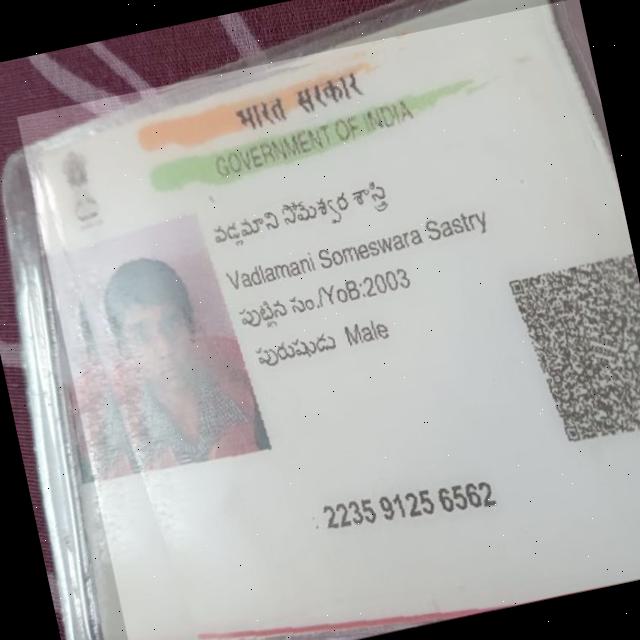 भारत सरकार
GOVERNMENT OF INDIA
వడ్లమాని సోమేశ్వర శాస్త్రి
Vadlamani Someswara Sastry
పుట్టిన సం./YoB:2003
పురుషుడు Male
2235 9125 6562